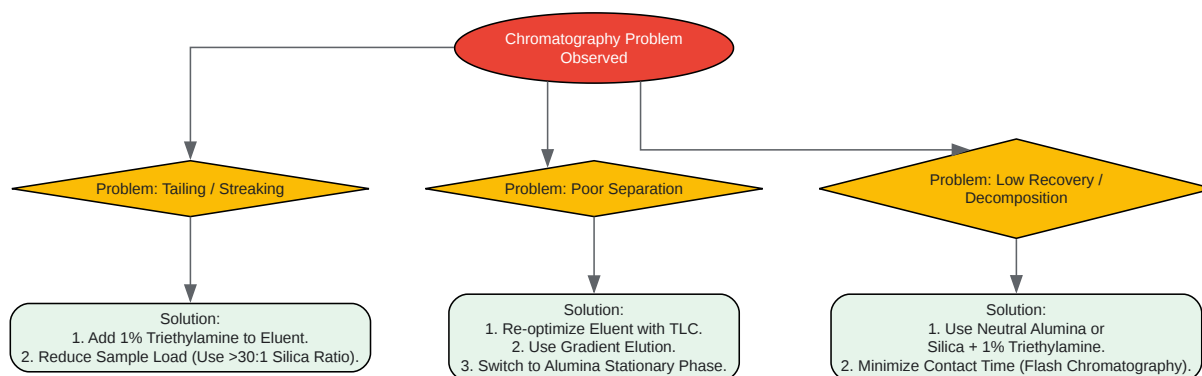 Chromatography Problem
Observed
Problem: Tailing / Streaking
Problem: Poor Separation
Problem: Low Recovery /
Decomposition
Solution:
1. Add 1% Triethylamine to Eluent.
2. Reduce Sample Load (Use >30:1 Silica Ratio).
Solution:
1. Re-optimize Eluent with TLC.
2. Use Gradient Elution.
3. Switch to Alumina Stationary Phase.
Solution:
1. Use Neutral Alumina or
Silica + 1% Triethylamine.
2. Minimize Contact Time (Flash Chromatography).